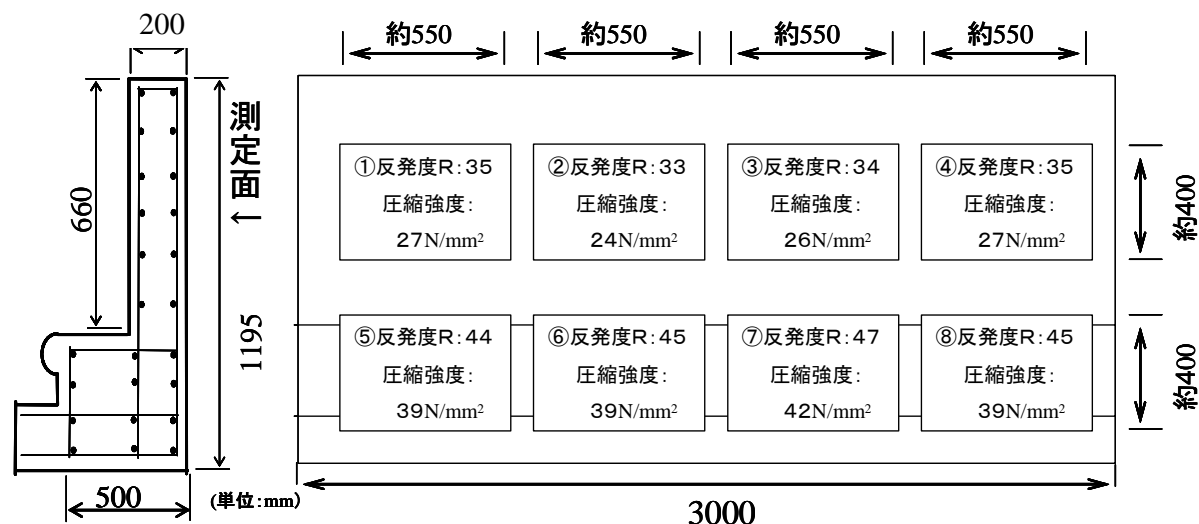 200
660
測定面→
1195
500
(単位:mm)
約550
約550
約550
約550
①反発度R:35
圧縮強度:
27N/mm²
②反発度R:33
圧縮強度:
24N/mm²
③反発度R:34
圧縮強度:
26N/mm²
④反発度R:35
圧縮強度:
27N/mm²
約400
⑤反発度R:44
圧縮強度:
39N/mm²
⑥反発度R:45
圧縮強度:
39N/mm²
⑦反発度R:47
圧縮強度:
42N/mm²
⑧反発度R:45
圧縮強度:
39N/mm²
約400
3000